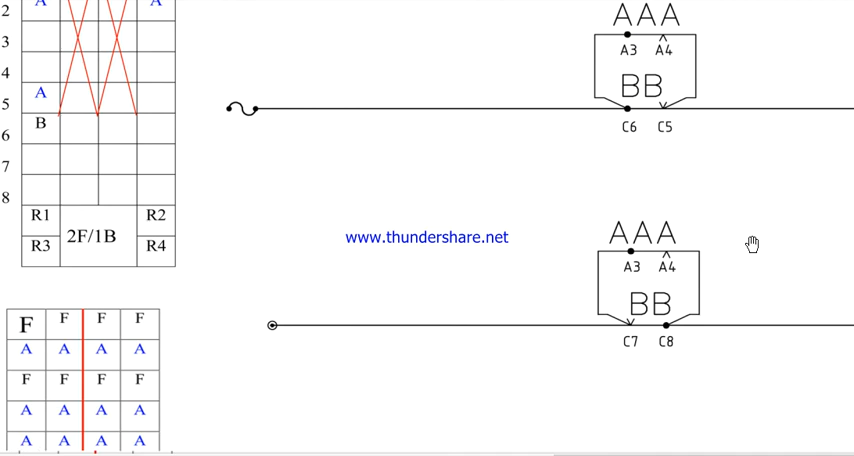 2 A A
3
4
A
5
B
6
7
8
R1 R2
2F/1B
R3 R4
F F F F
A A A A
F F F F
A A A A
A A A A
AAA
A3 A4
BB
C6 C5
www.thundershare.net
AAA
A3 A4
BB
C7 C8